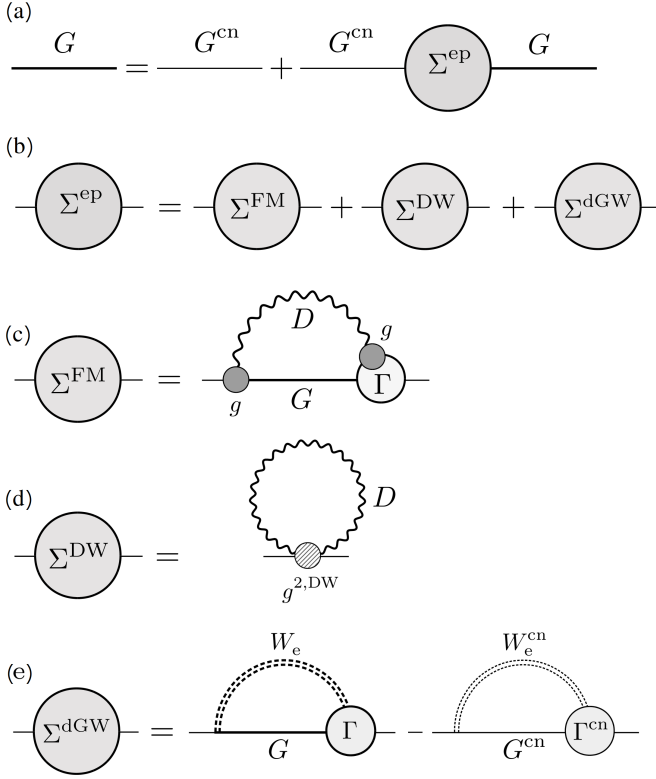 (a)
G = G^cn + G^cn Σ^ep G
(b)
Σ^ep = Σ^FM + Σ^DW + Σ^dGW
(c)
Σ^FM = g D G g Γ
(d)
Σ^DW = D g^2,DW
(e)
Σ^dGW = W_e G Γ − W_e^cn G^cn Γ^cn